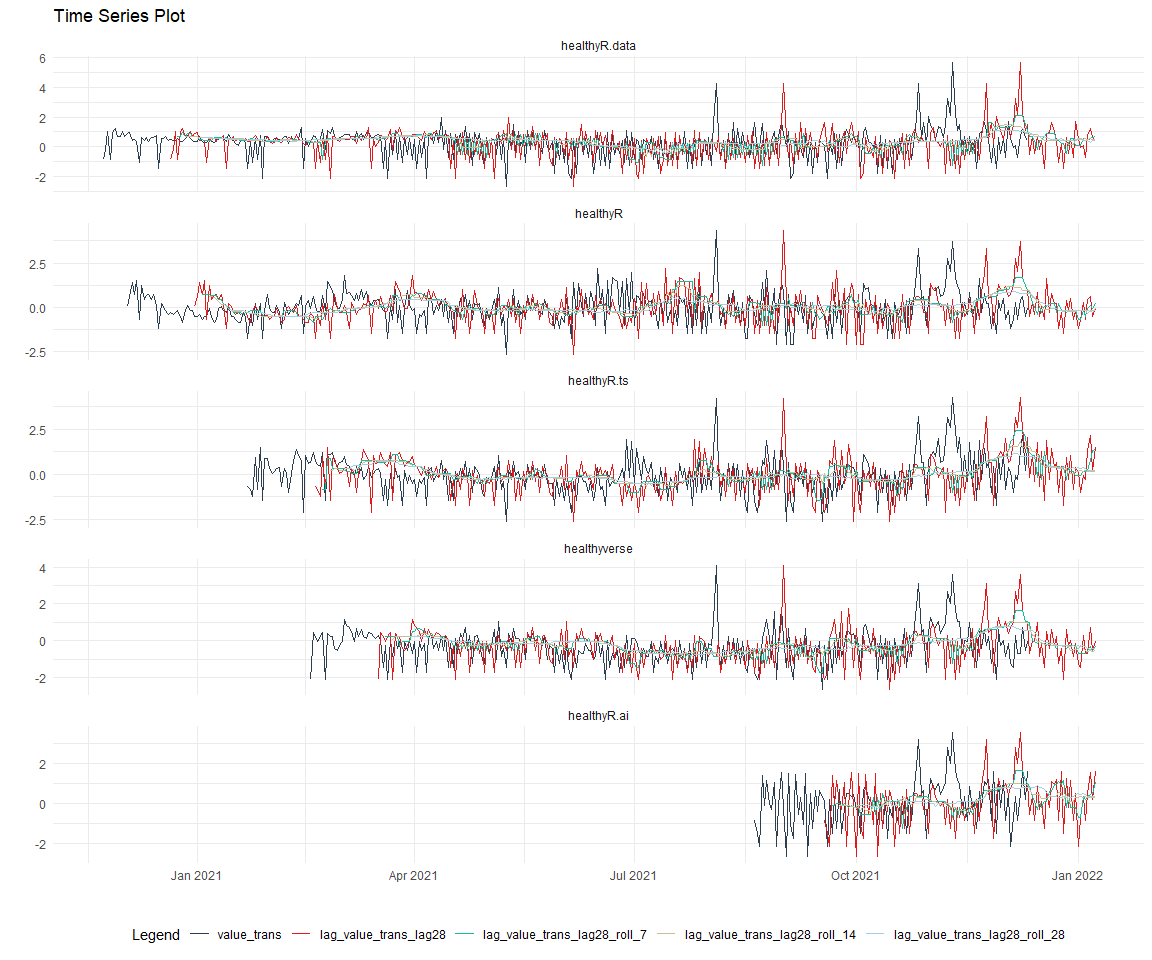 Time Series Plot
healthyR.data
6
4
2
0
-2
healthyR
2.5
0.0
-2.5
healthyR.ts
2.5
0.0
-2.5
healthyverse
4
2
0
-2
healthyR.ai
2
0
-2
Jan 2021 Apr 2021 Jul 2021 Oct 2021 Jan 2022
Legend value_trans lag_value_trans_lag28 lag_value_trans_lag28_roll_7 lag_value_trans_lag28_roll_14 lag_value_trans_lag28_roll_28